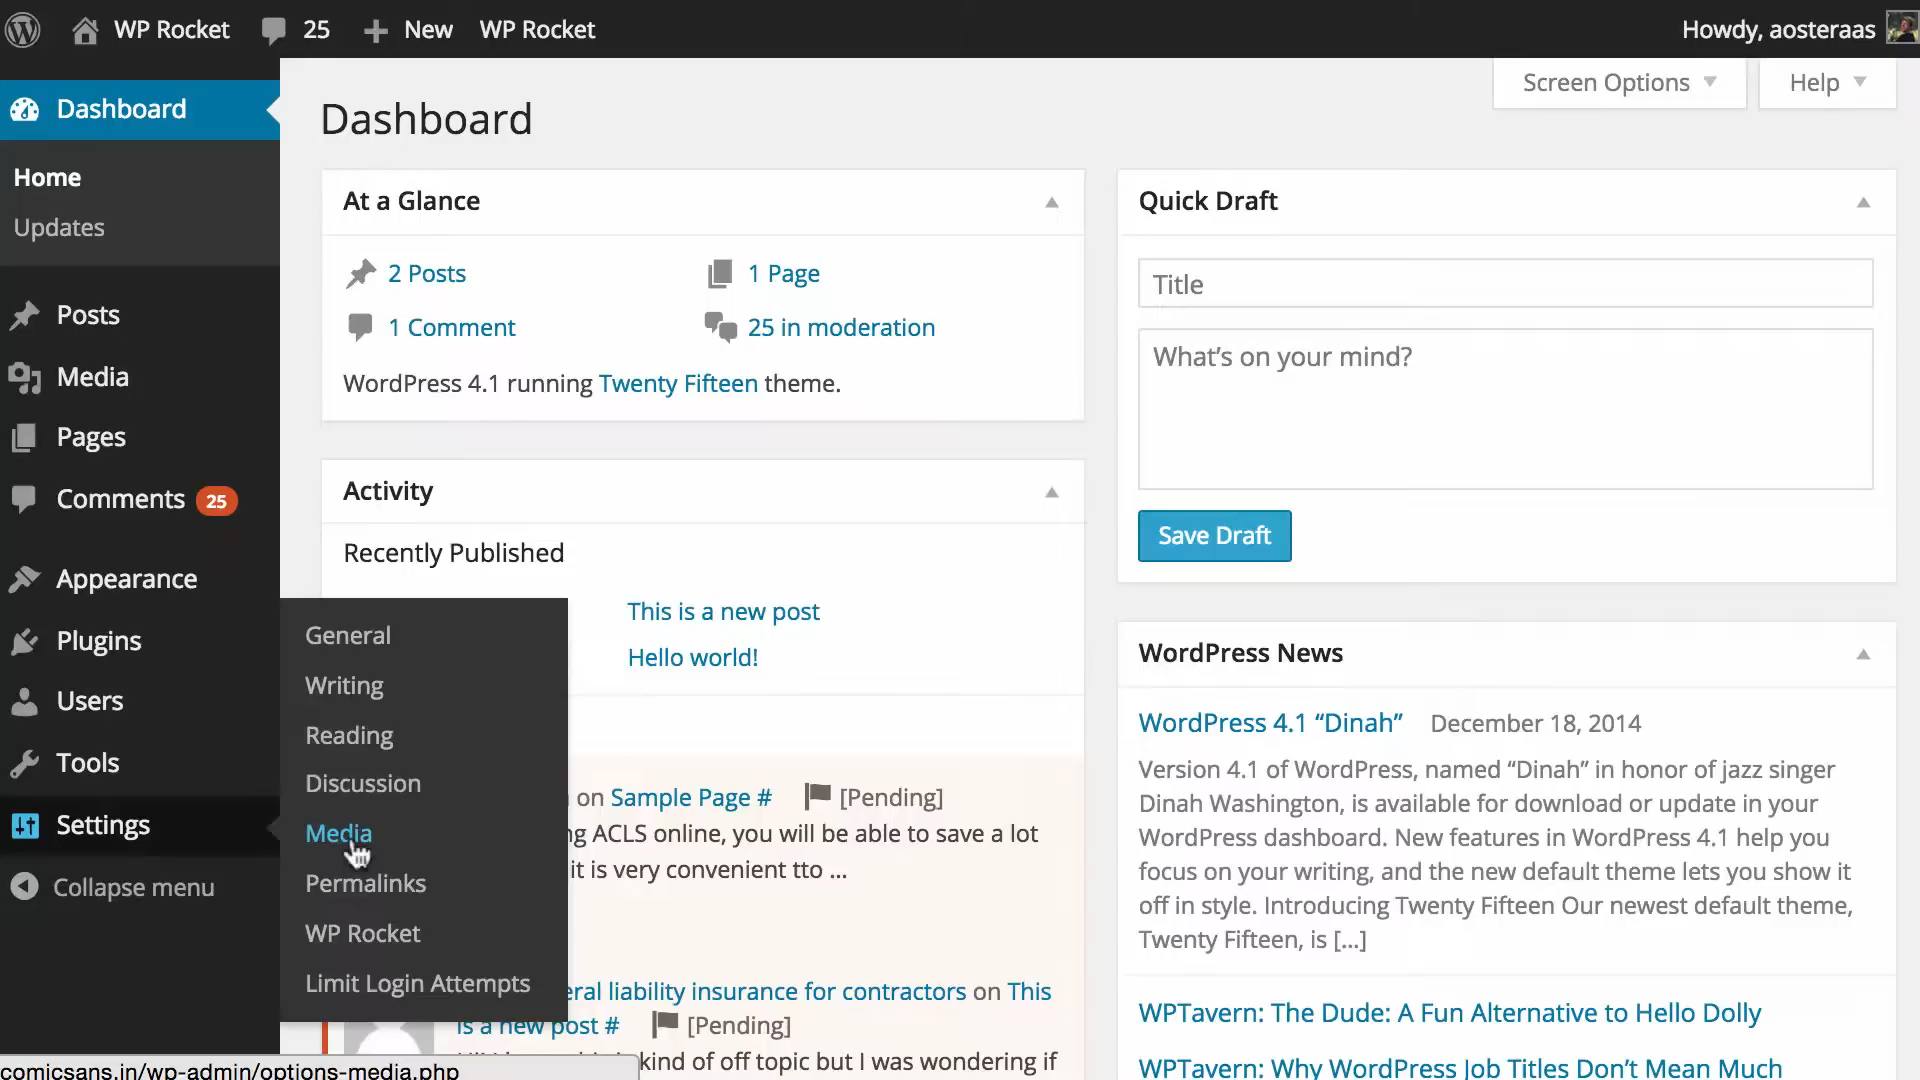 WP Rocket 25 New WP Rocket Howdy, aosteraas
Screen Options Help
Dashboard
Home
Updates
Posts
Media
Pages
Comments 25
Appearance
Plugins
Users
Tools
Settings
Collapse menu
General
Writing
Reading
Discussion
Media
Permalinks
WP Rocket
Limit Login Attempts
Dashboard
At a Glance
2 Posts 1 Page
1 Comment 25 in moderation
WordPress 4.1 running Twenty Fifteen theme.
Activity
Recently Published
This is a new post
Hello world!
on Sample Page # [Pending]
ng ACLS online, you will be able to save a lot
it is very convenient tto ...
eral liability insurance for contractors on This
is a new post # [Pending]
kind of off topic but I was wondering if
Quick Draft
Title
What's on your mind?
Save Draft
WordPress News
WordPress 4.1 “Dinah” December 18, 2014
Version 4.1 of WordPress, named “Dinah” in honor of jazz singer
Dinah Washington, is available for download or update in your
WordPress dashboard. New features in WordPress 4.1 help you
focus on your writing, and the new default theme lets you show it
off in style. Introducing Twenty Fifteen Our newest default theme,
Twenty Fifteen, is [...]
WPTavern: The Dude: A Fun Alternative to Hello Dolly
WPTavern: Why WordPress Job Titles Don’t Mean Much
comicsans.in/wp-admin/options-media.php